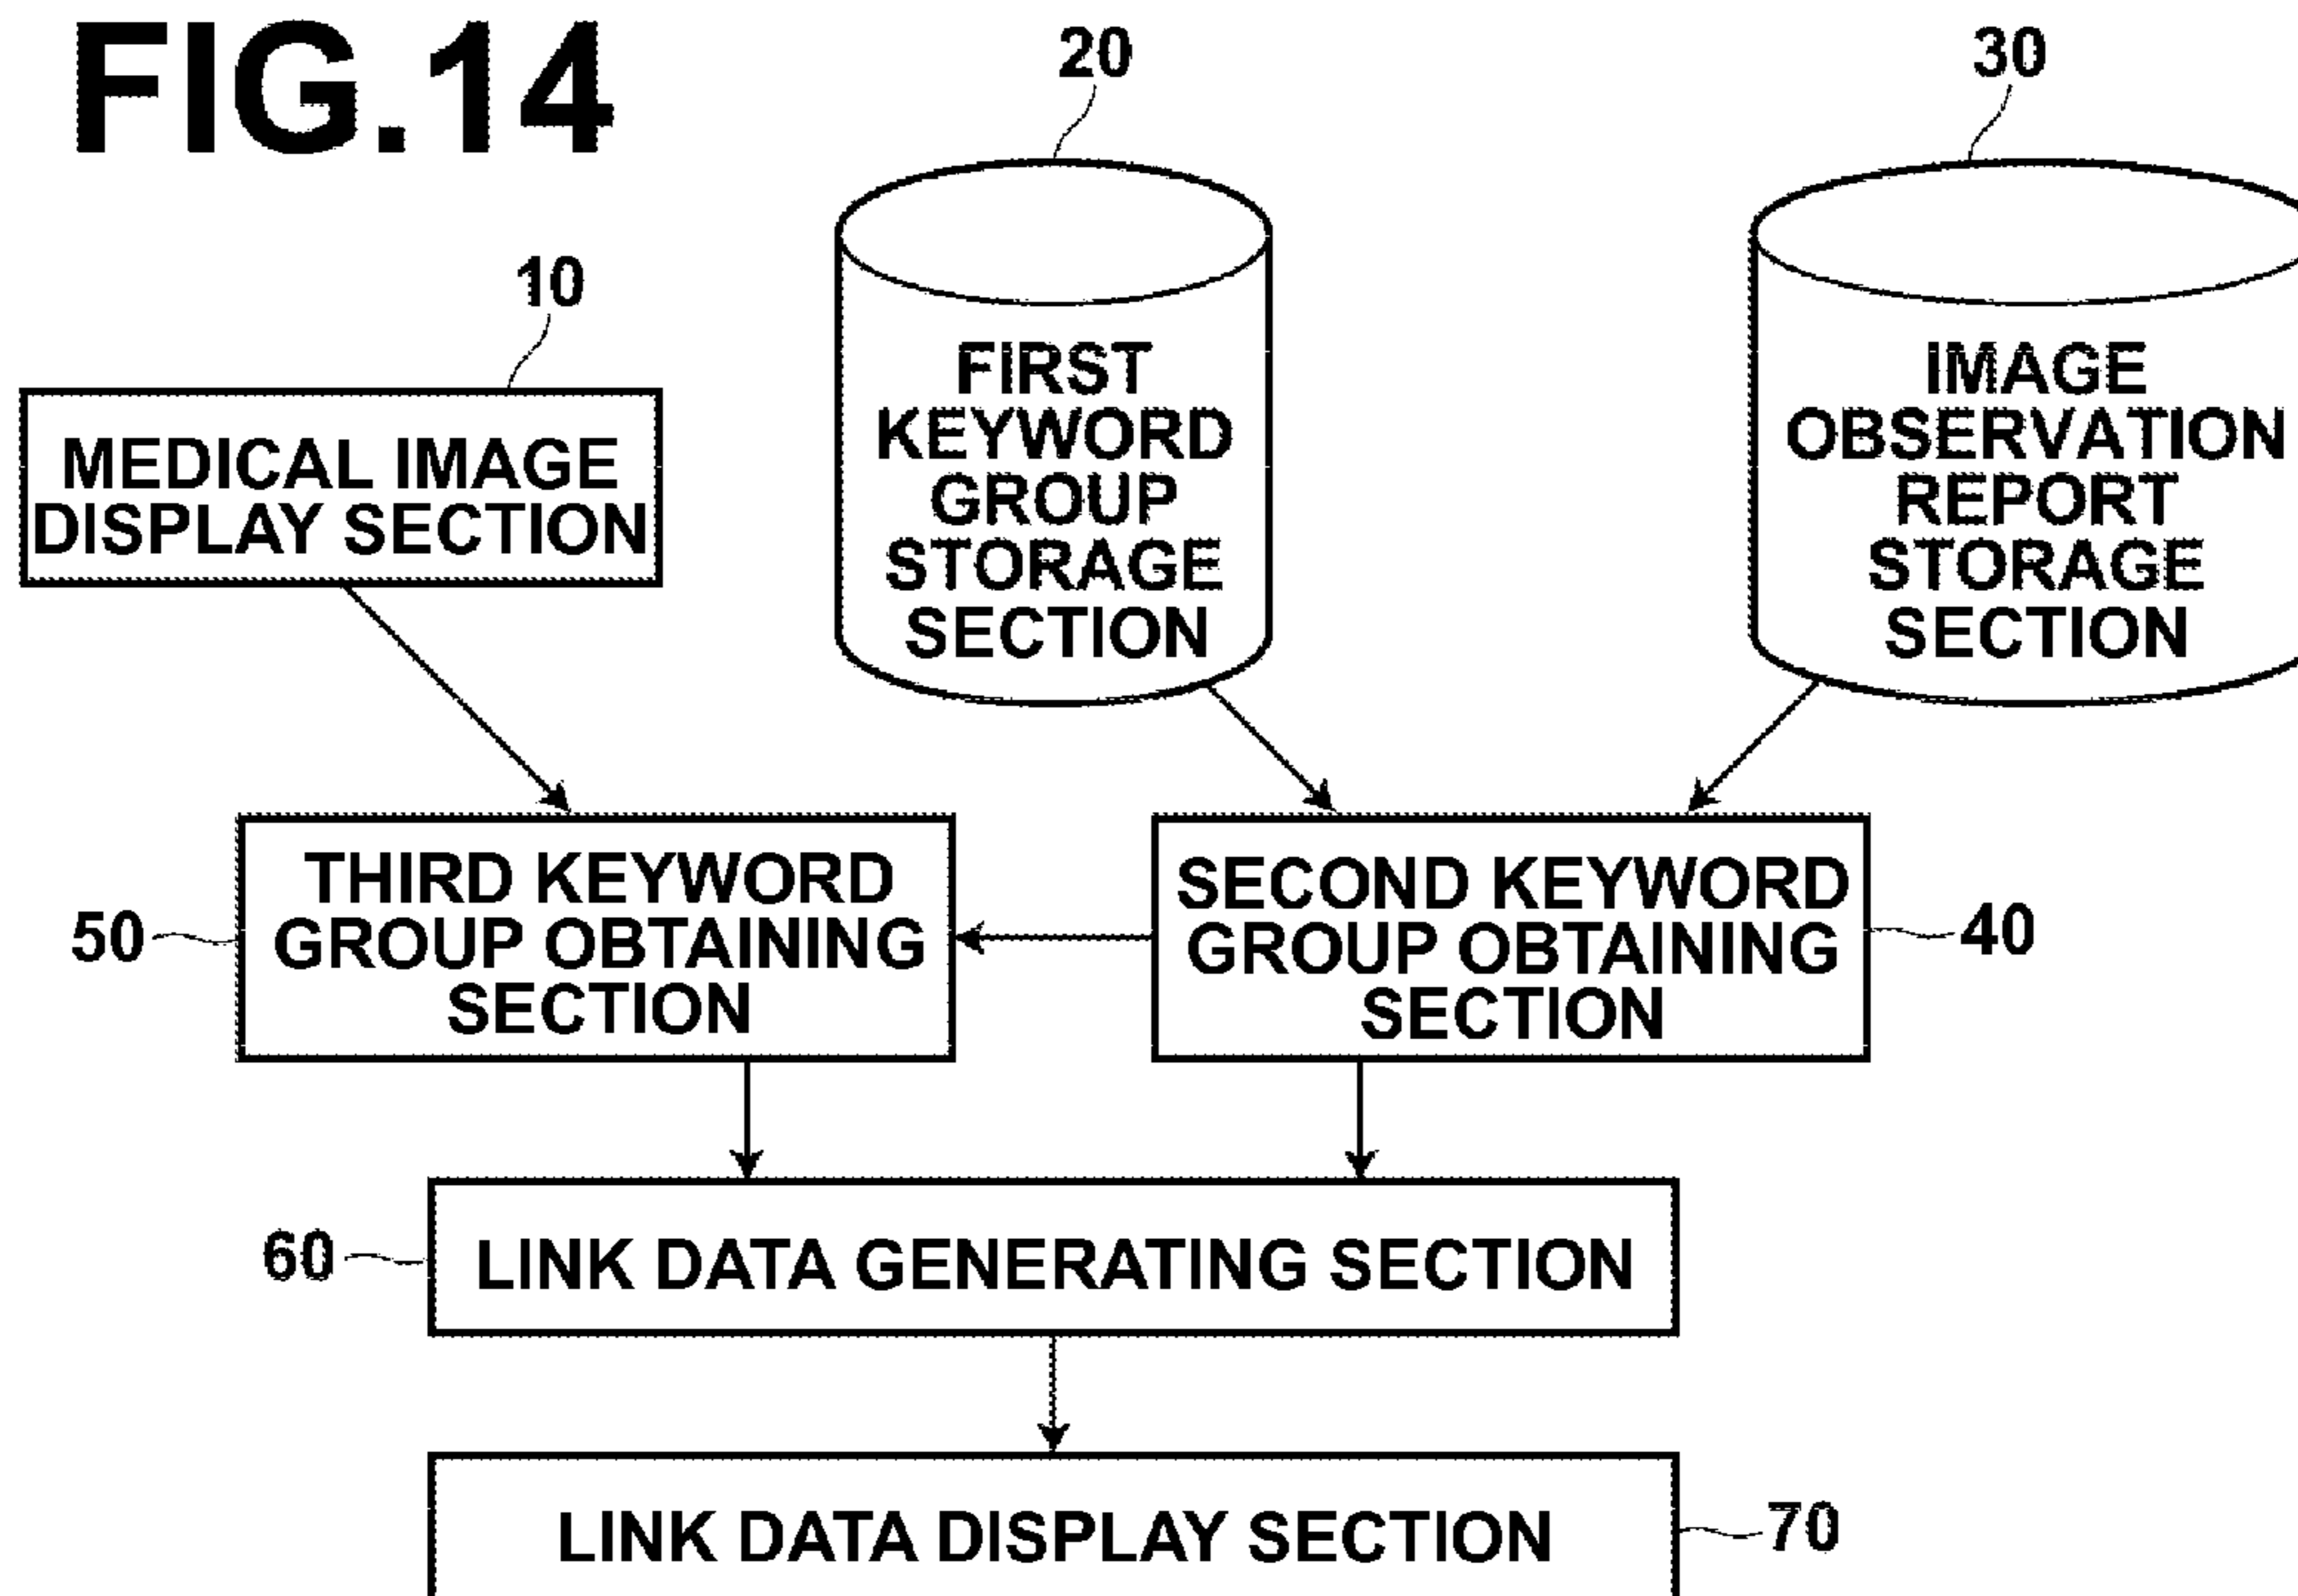 FIG.14
20
30
10
MEDICAL IMAGE
DISPLAY SECTION
FIRST
KEYWORD
GROUP
STORAGE
SECTION
IMAGE
OBSERVATION
REPORT
STORAGE
SECTION
50
THIRD KEYWORD
GROUP OBTAINING
SECTION
SECOND KEYWORD
GROUP OBTAINING
SECTION
40
60
LINK DATA GENERATING SECTION
LINK DATA DISPLAY SECTION
70